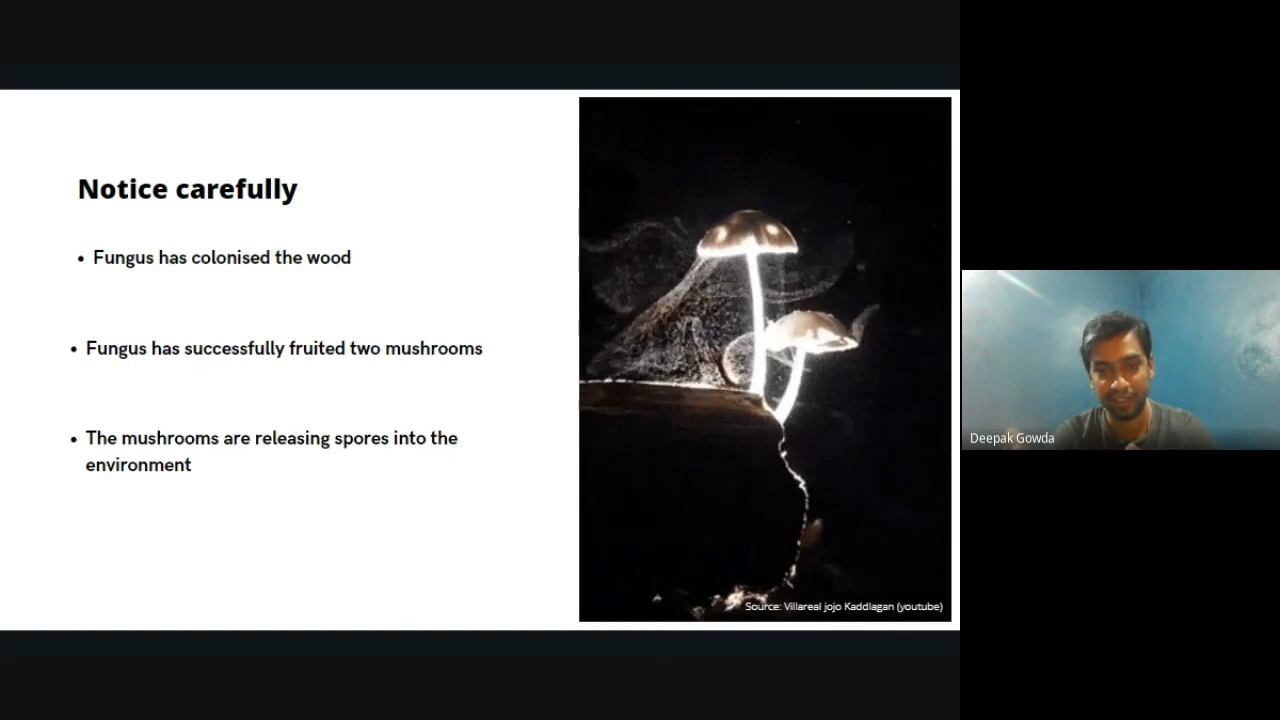 Notice carefully
• Fungus has colonised the wood
• Fungus has successfully fruited two mushrooms
• The mushrooms are releasing spores into the
environment
Source: Villareal jojo Kaddlagan (youtube)
Deepak Gowda